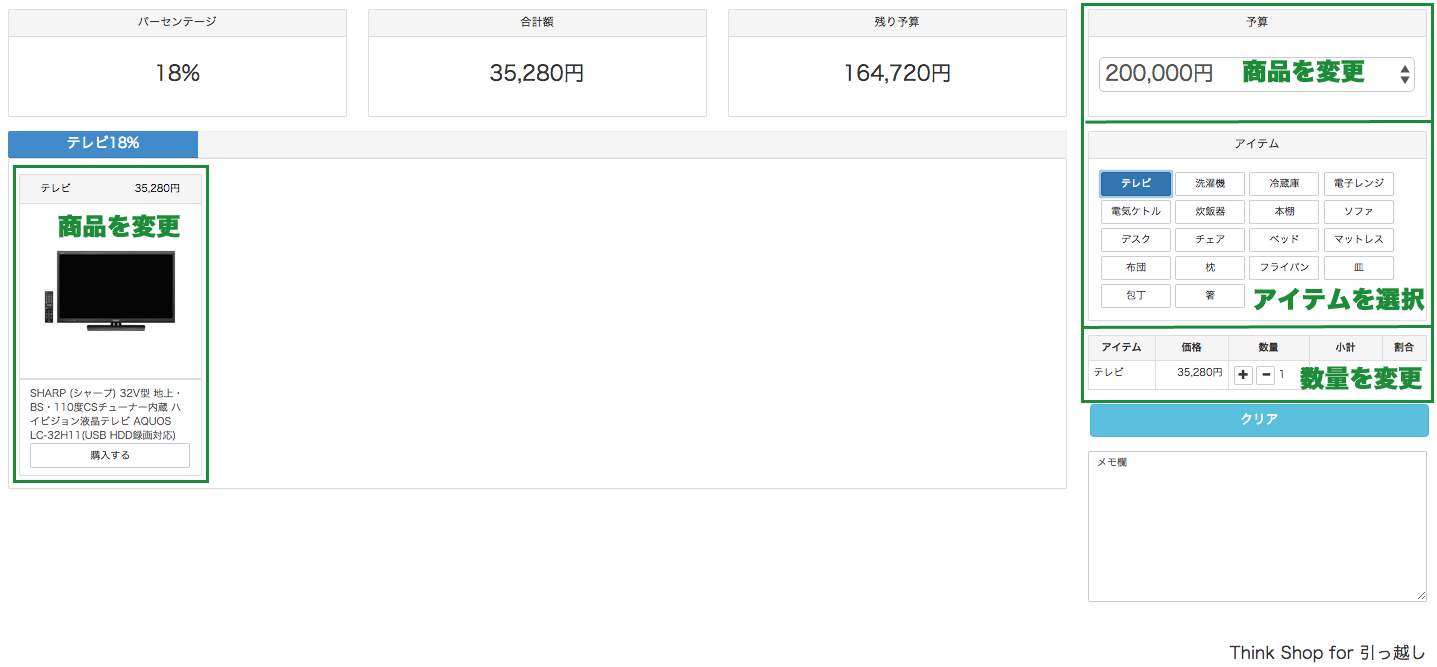 パーセンテージ
18%
合計額
35,280円
残り予算
164,720円
予算
200,000円
商品を変更
テレビ18%
テレビ 35,280円
商品を変更
SHARP (シャープ) 32V型 地上・
BS・110度CSチューナー内蔵 ハ
イビジョン液晶テレビ AQUOS
LC-32H11(USB HDD録画対応)
購入する
アイテム
テレビ 洗濯機 冷蔵庫 電子レンジ
電気ケトル 炊飯器 本棚 ソファ
デスク チェア ベッド マットレス
布団 枕 フライパン 皿
包丁 箸
アイテムを選択
アイテム 価格 数量 小計 割合
テレビ 35,280円 + − 1
数量を変更
クリア
メモ欄
Think Shop for 引っ越し